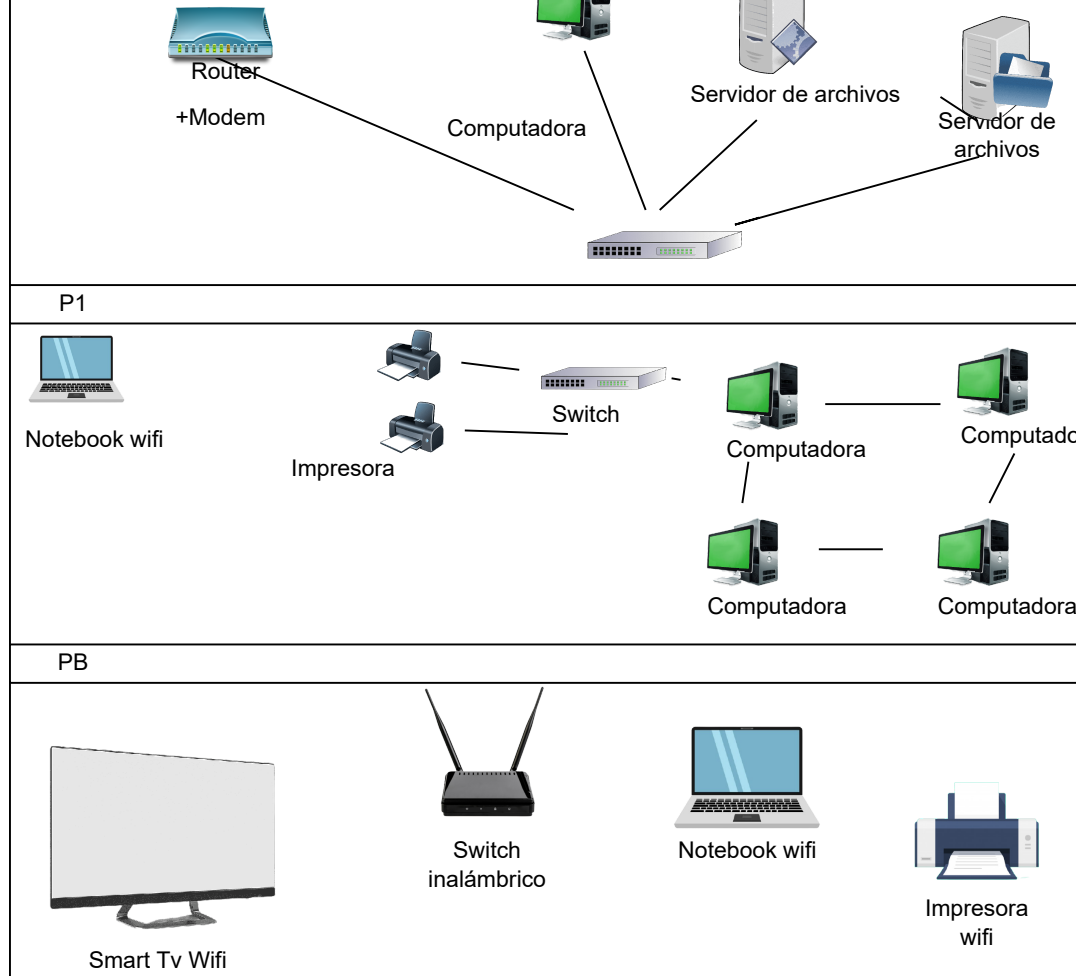 Router
+Modem
Computadora
Servidor de archivos
Servidor de
archivos
P1
Notebook wifi
Impresora
Switch
Computadora
Computado
Computadora
Computadora
PB
Smart Tv Wifi
Switch
inalámbrico
Notebook wifi
Impresora
wifi